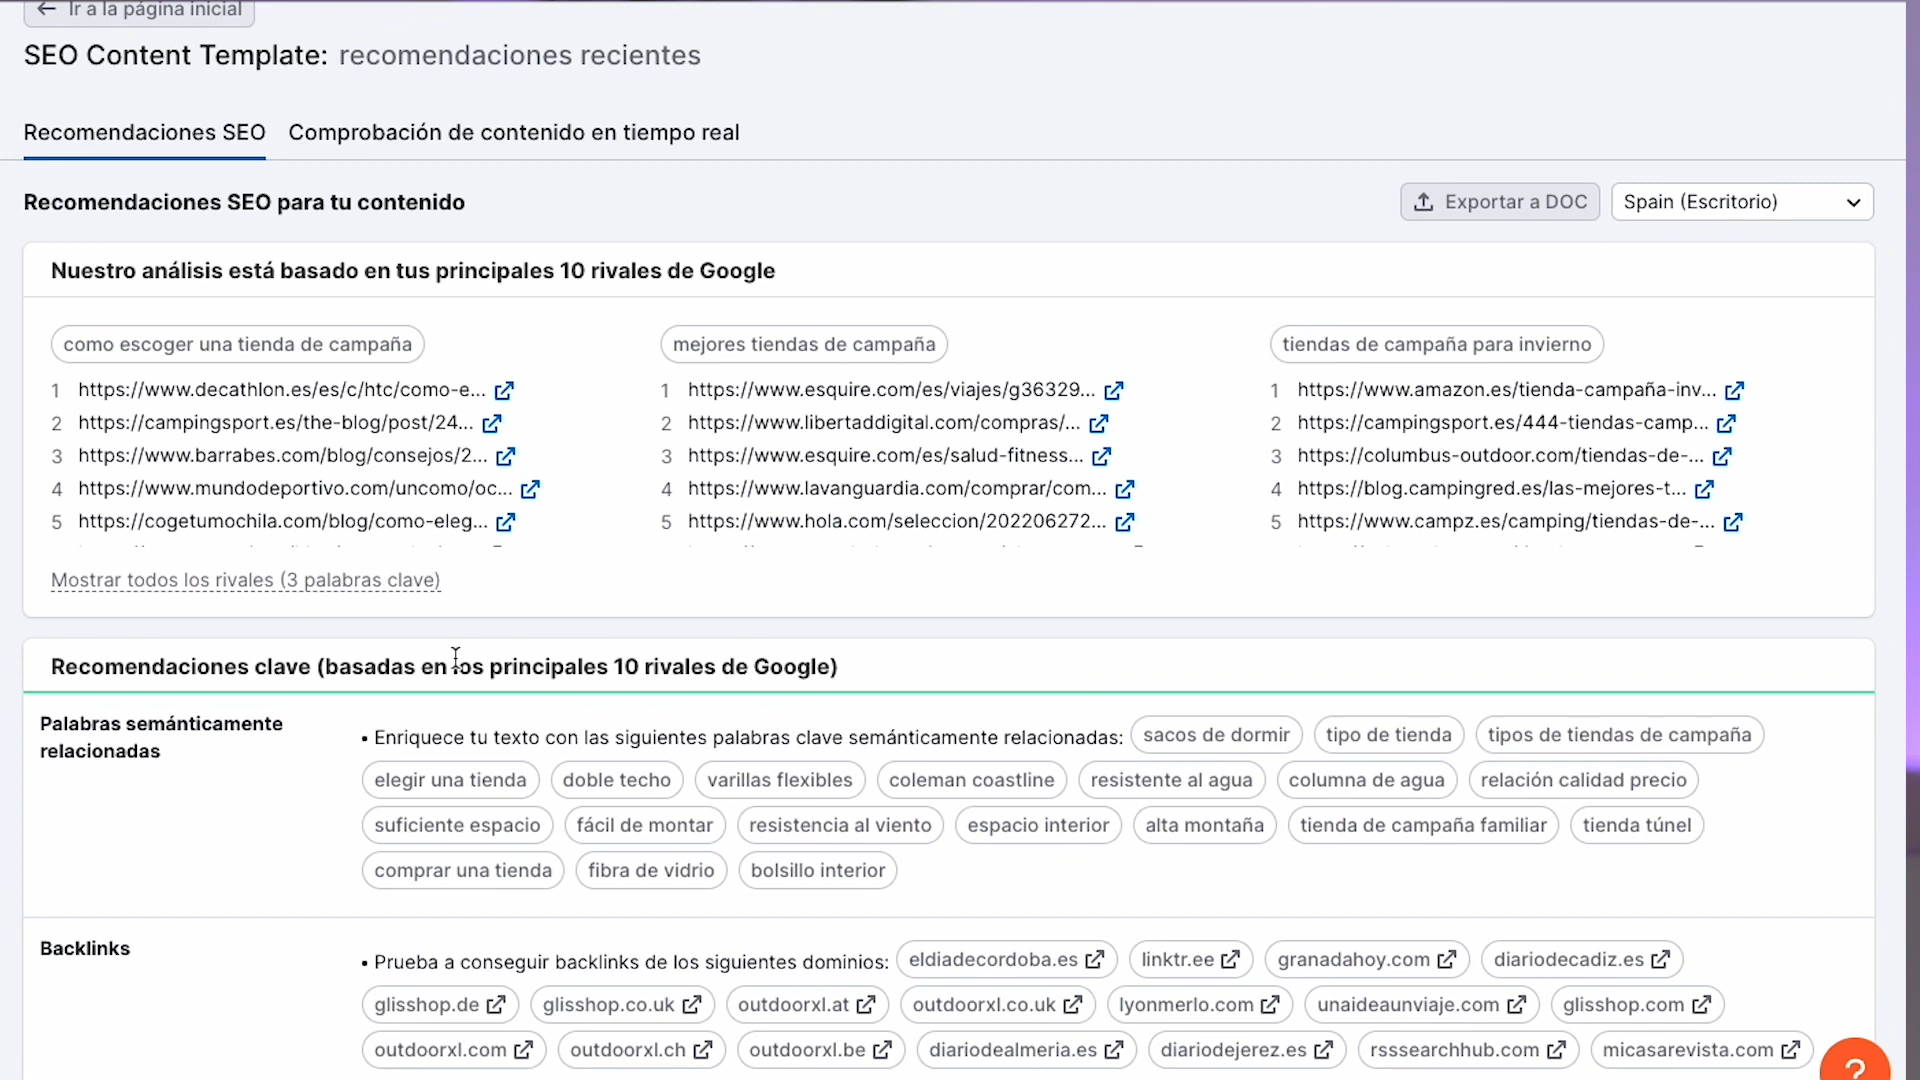 ← Ir a la página inicial
SEO Content Template: recomendaciones recientes
Recomendaciones SEO Comprobación de contenido en tiempo real
Recomendaciones SEO para tu contenido
Exportar a DOC Spain (Escritorio)
Nuestro análisis está basado en tus principales 10 rivales de Google
como escoger una tienda de campaña
1 https://www.decathlon.es/es/c/htc/como-e...
2 https://campingsport.es/the-blog/post/24...
3 https://www.barrabes.com/blog/consejos/2...
4 https://www.mundodeportivo.com/uncomo/oc...
5 https://cogetumochila.com/blog/como-eleg...
mejores tiendas de campaña
1 https://www.esquire.com/es/viajes/g36329...
2 https://www.libertaddigital.com/compras/...
3 https://www.esquire.com/es/salud-fitness...
4 https://www.lavanguardia.com/comprar/com...
5 https://www.hola.com/seleccion/202206272...
tiendas de campaña para invierno
1 https://www.amazon.es/tienda-campaña-inv...
2 https://campingsport.es/444-tiendas-camp...
3 https://columbus-outdoor.com/tiendas-de-...
4 https://blog.campingred.es/las-mejores-t...
5 https://www.campz.es/camping/tiendas-de-...
Mostrar todos los rivales (3 palabras clave)
Recomendaciones clave (basadas en los principales 10 rivales de Google)
Palabras semánticamente
relacionadas
• Enriquece tu texto con las siguientes palabras clave semánticamente relacionadas: sacos de dormir tipo de tienda tipos de tiendas de campaña
elegir una tienda doble techo varillas flexibles coleman coastline resistente al agua columna de agua relación calidad precio
suficiente espacio fácil de montar resistencia al viento espacio interior alta montaña tienda de campaña familiar tienda túnel
comprar una tienda fibra de vidrio bolsillo interior
Backlinks
• Prueba a conseguir backlinks de los siguientes dominios: eldiadecordoba.es linktr.ee granadahoy.com diariodecadiz.es
glisshop.de glisshop.co.uk outdoorxl.at outdoorxl.co.uk lyonmerlo.com unaideaunviaje.com glisshop.com
outdoorxl.com outdoorxl.ch outdoorxl.be diariodealmeria.es diariodejerez.es rsssearchhub.com micasarevista.com
?